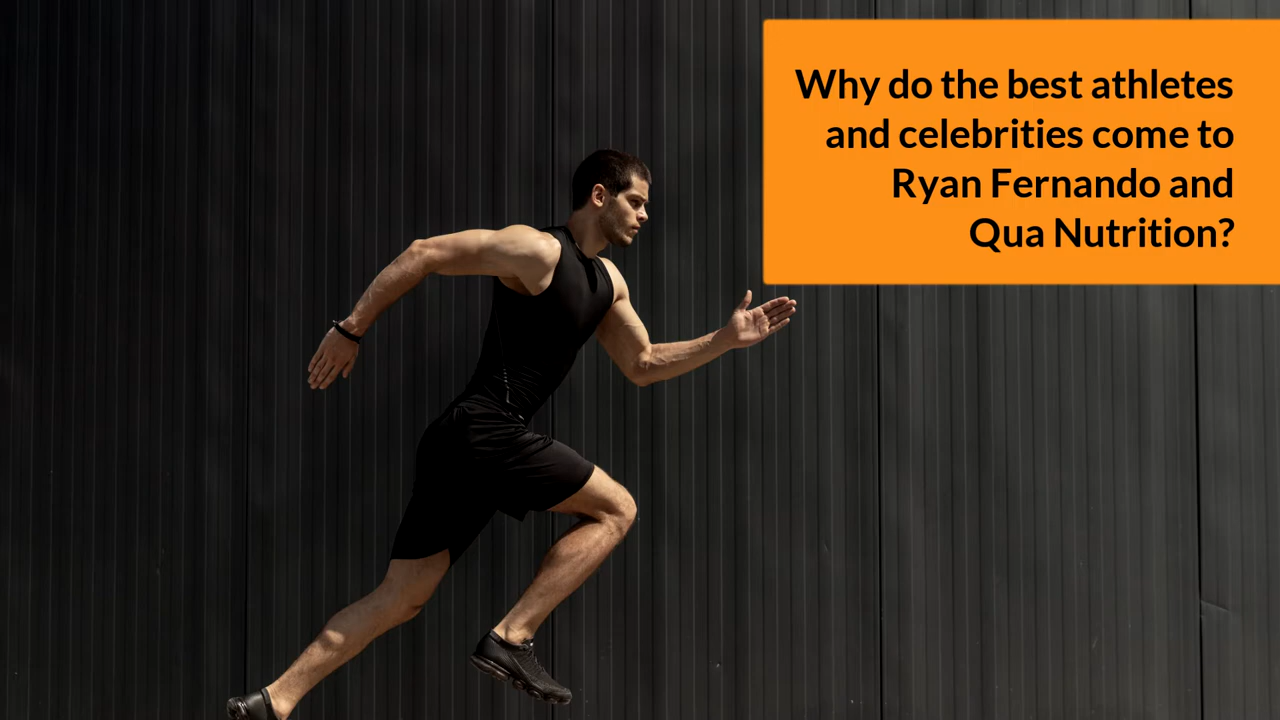 Why do the best athletes
and celebrities come to
Ryan Fernando and
Qua Nutrition?